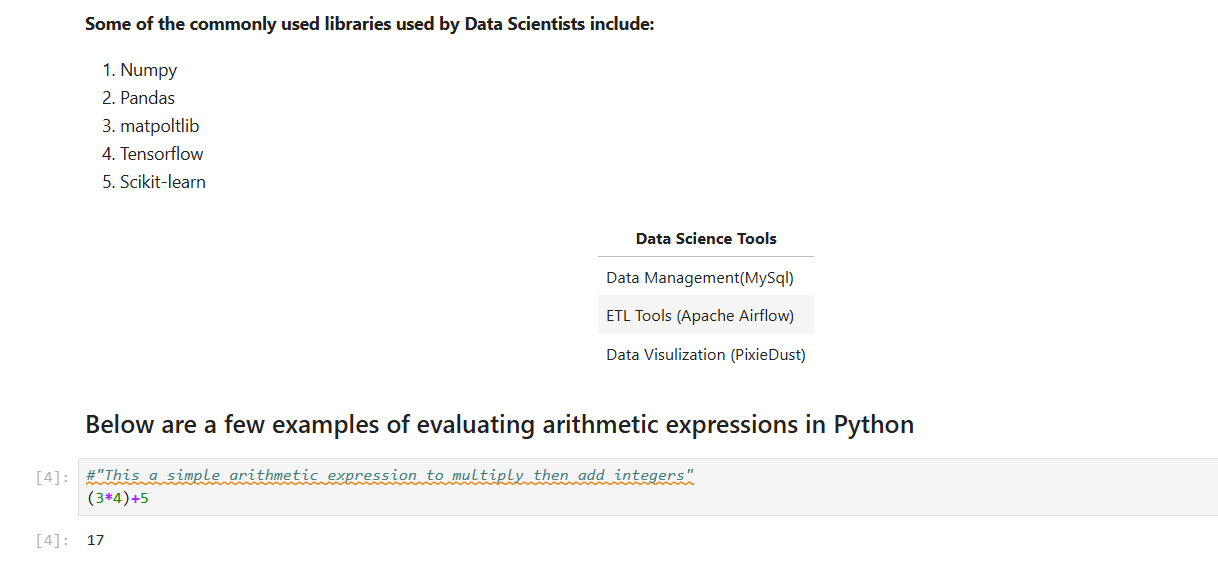 Some of the commonly used libraries used by Data Scientists include:
1. Numpy
2. Pandas
3. matpoltlib
4. Tensorflow
5. Scikit-learn
Data Science Tools
Data Management(MySql)
ETL Tools (Apache Airflow)
Data Visulization (PixieDust)
Below are a few examples of evaluating arithmetic expressions in Python
[4]: #"This a simple arithmetic expression to multiply then add integers"
(3*4)+5
[4]: 17